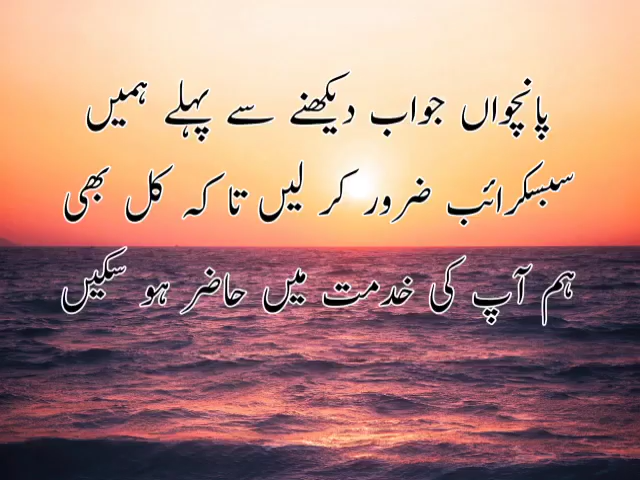 پانچواں جواب دیکھنے سے پہلے ہمیں
سبسکرائب ضرور کر لیں تا کہ کل بھی
ہم آپ کی خدمت میں حاضر ہو سکیں